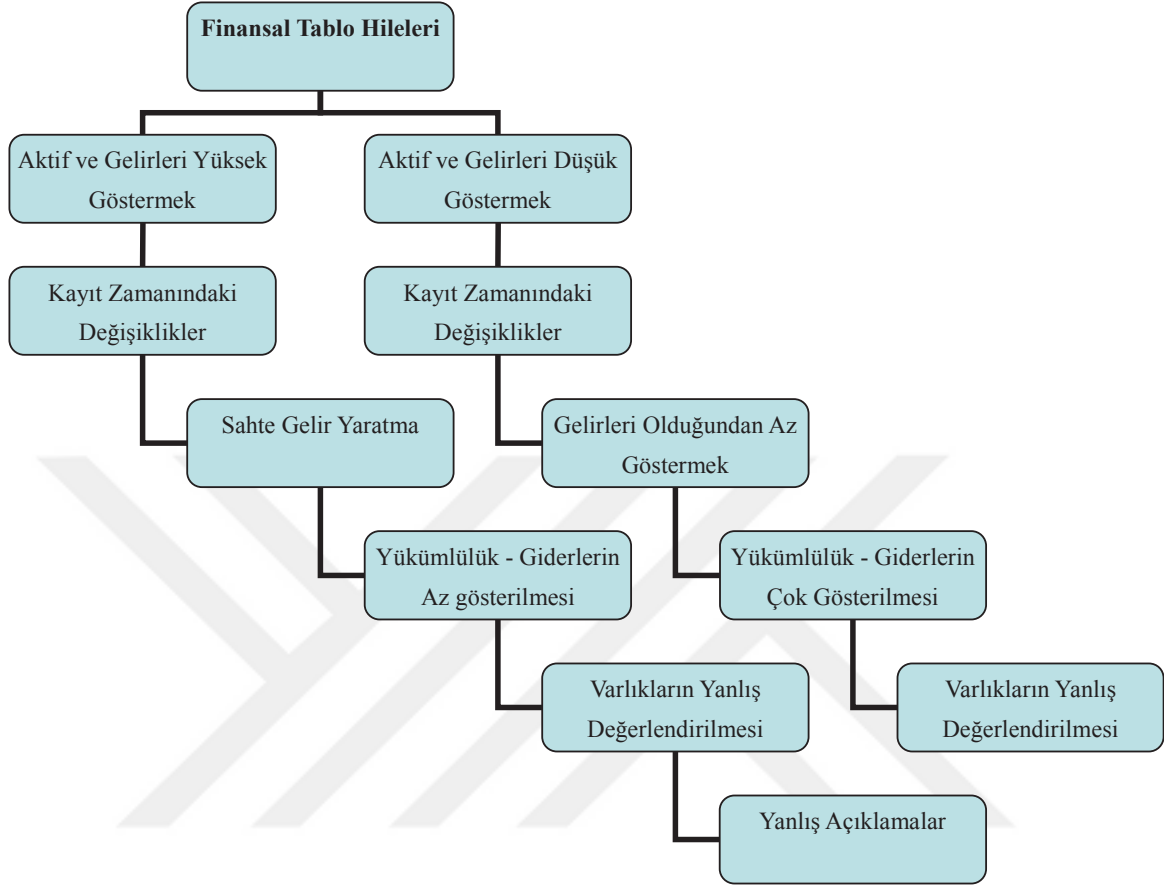 Finansal Tablo Hileleri
Aktif ve Gelirleri Yüksek
Göstermek
Aktif ve Gelirleri Düşük
Göstermek
Kayıt Zamanındaki
Değişiklikler
Kayıt Zamanındaki
Değişiklikler
Sahte Gelir Yaratma
Gelirleri Olduğundan Az
Göstermek
Yükümlülük - Giderlerin
Az gösterilmesi
Yükümlülük - Giderlerin
Çok Gösterilmesi
Varlıkların Yanlış
Değerlendirilmesi
Varlıkların Yanlış
Değerlendirilmesi
Yanlış Açıklamalar